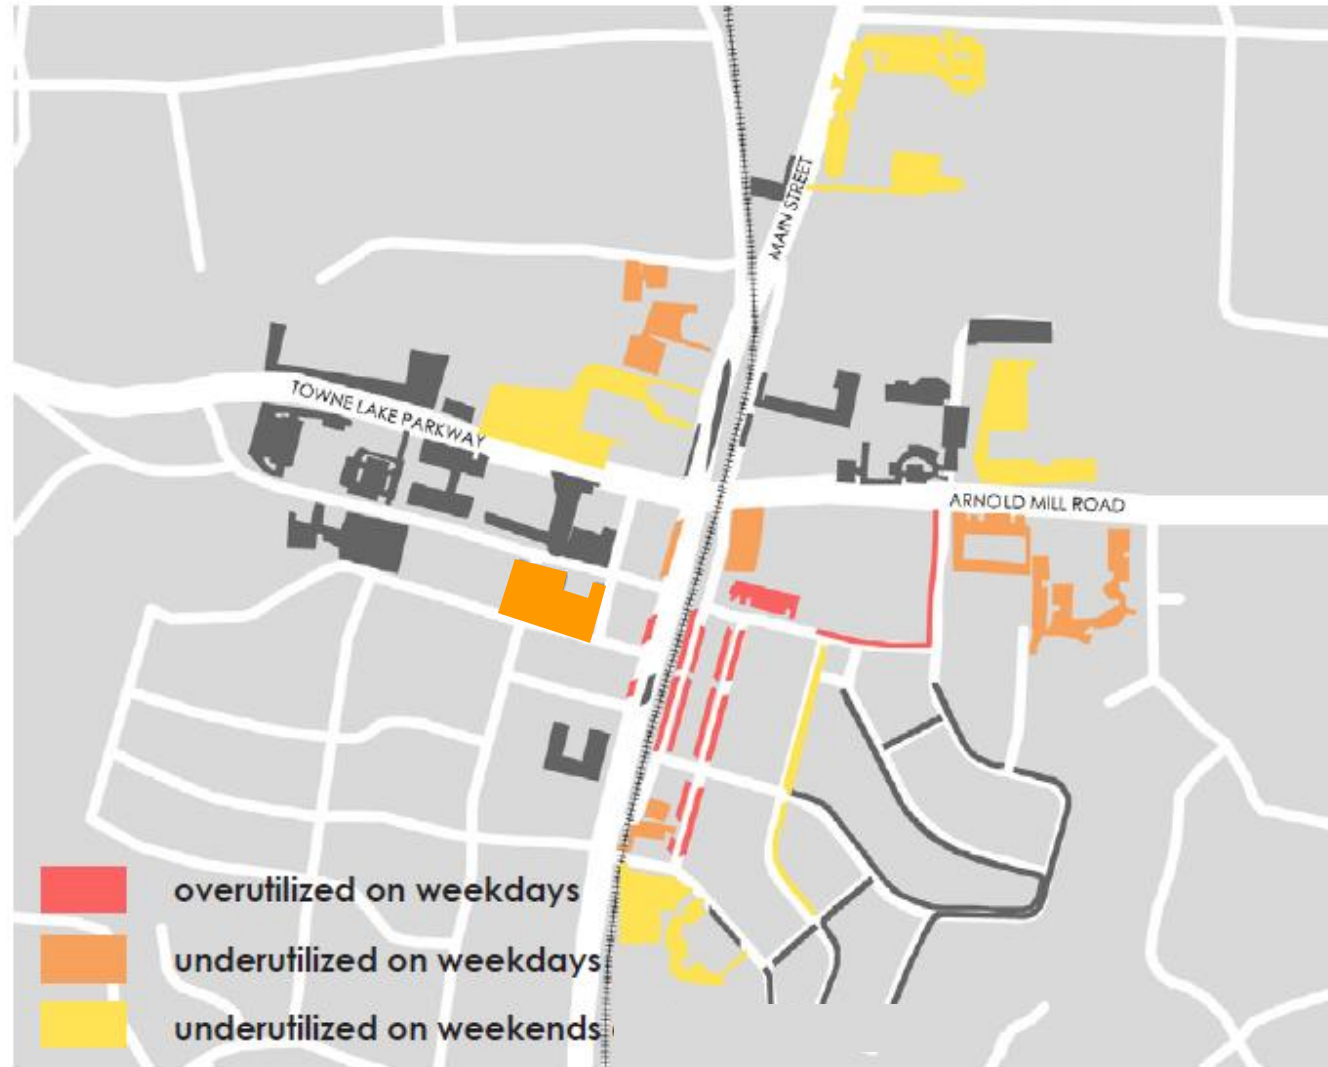 MAIN STREET
TOWNE LAKE PARKWAY
ARNOLD MILL ROAD
overutilized on weekdays
underutilized on weekdays
underutilized on weekends